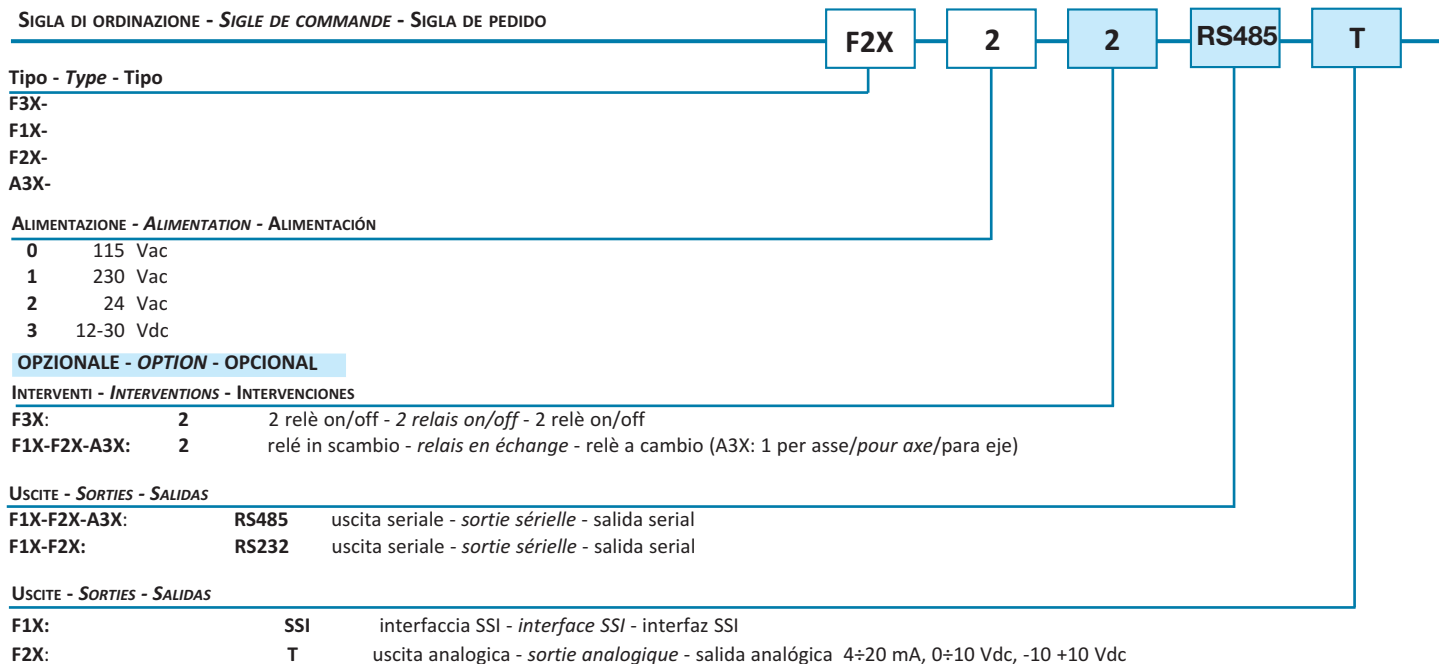 SIGLA DI ORDINAZIONE - SIGLE DE COMMANDE - SIGLA DE PEDIDO
F2X 2 2 RS485 T
Tipo - Type - Tipo
F3X-
F1X-
F2X-
A3X-
ALIMENTAZIONE - ALIMENTATION - ALIMENTACIÓN
0 115 Vac
1 230 Vac
2 24 Vac
3 12-30 Vdc
OPZIONALE - OPTION - OPCIONAL
INTERVENTI - INTERVENTIONS - INTERVENCIONES
F3X: 2 2 relè on/off - 2 relais on/off - 2 relè on/off
F1X-F2X-A3X: 2 relé in scambio - relais en échange - relè a cambio (A3X: 1 per asse/pour axe/para eje)
USCITE - SORTIES - SALIDAS
F1X-F2X-A3X: RS485 uscita seriale - sortie sérielle - salida serial
F1X-F2X: RS232 uscita seriale - sortie sérielle - salida serial
USCITE - SORTIES - SALIDAS
F1X: SSI interfaccia SSI - interface SSI - interfaz SSI
F2X: T uscita analogica - sortie analogique - salida analógica 4÷20 mA, 0÷10 Vdc, -10 +10 Vdc